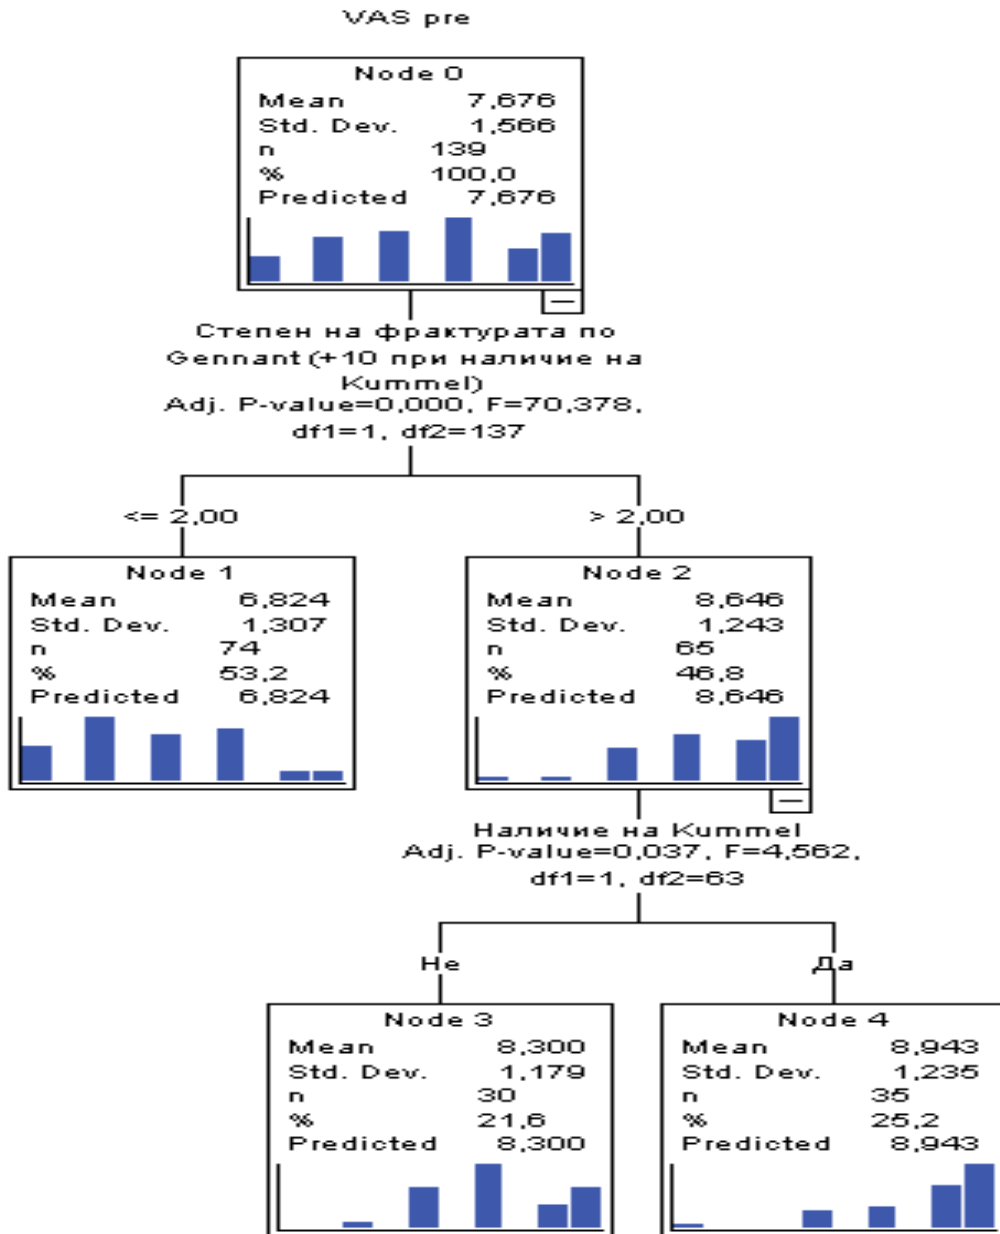 VAS pre
Node 0
Mean 7,676
Std. Dev. 1,566
n 139
% 100,0
Predicted 7,676
Степен на фрактурата по
Gennant (+10 при наличие на
Kummel)
Adj. P-value=0,000, F=70,378,
df1=1, df2=137
<= 2,00
> 2,00
Node 1
Mean 6,824
Std. Dev. 1,307
n 74
% 53,2
Predicted 6,824
Node 2
Mean 8,646
Std. Dev. 1,243
n 65
% 46,8
Predicted 8,646
Наличие на Kummel
Adj. P-value=0,037, F=4,562,
df1=1, df2=63
Не
Да
Node 3
Mean 8,300
Std. Dev. 1,179
n 30
% 21,6
Predicted 8,300
Node 4
Mean 8,943
Std. Dev. 1,235
n 35
% 25,2
Predicted 8,943